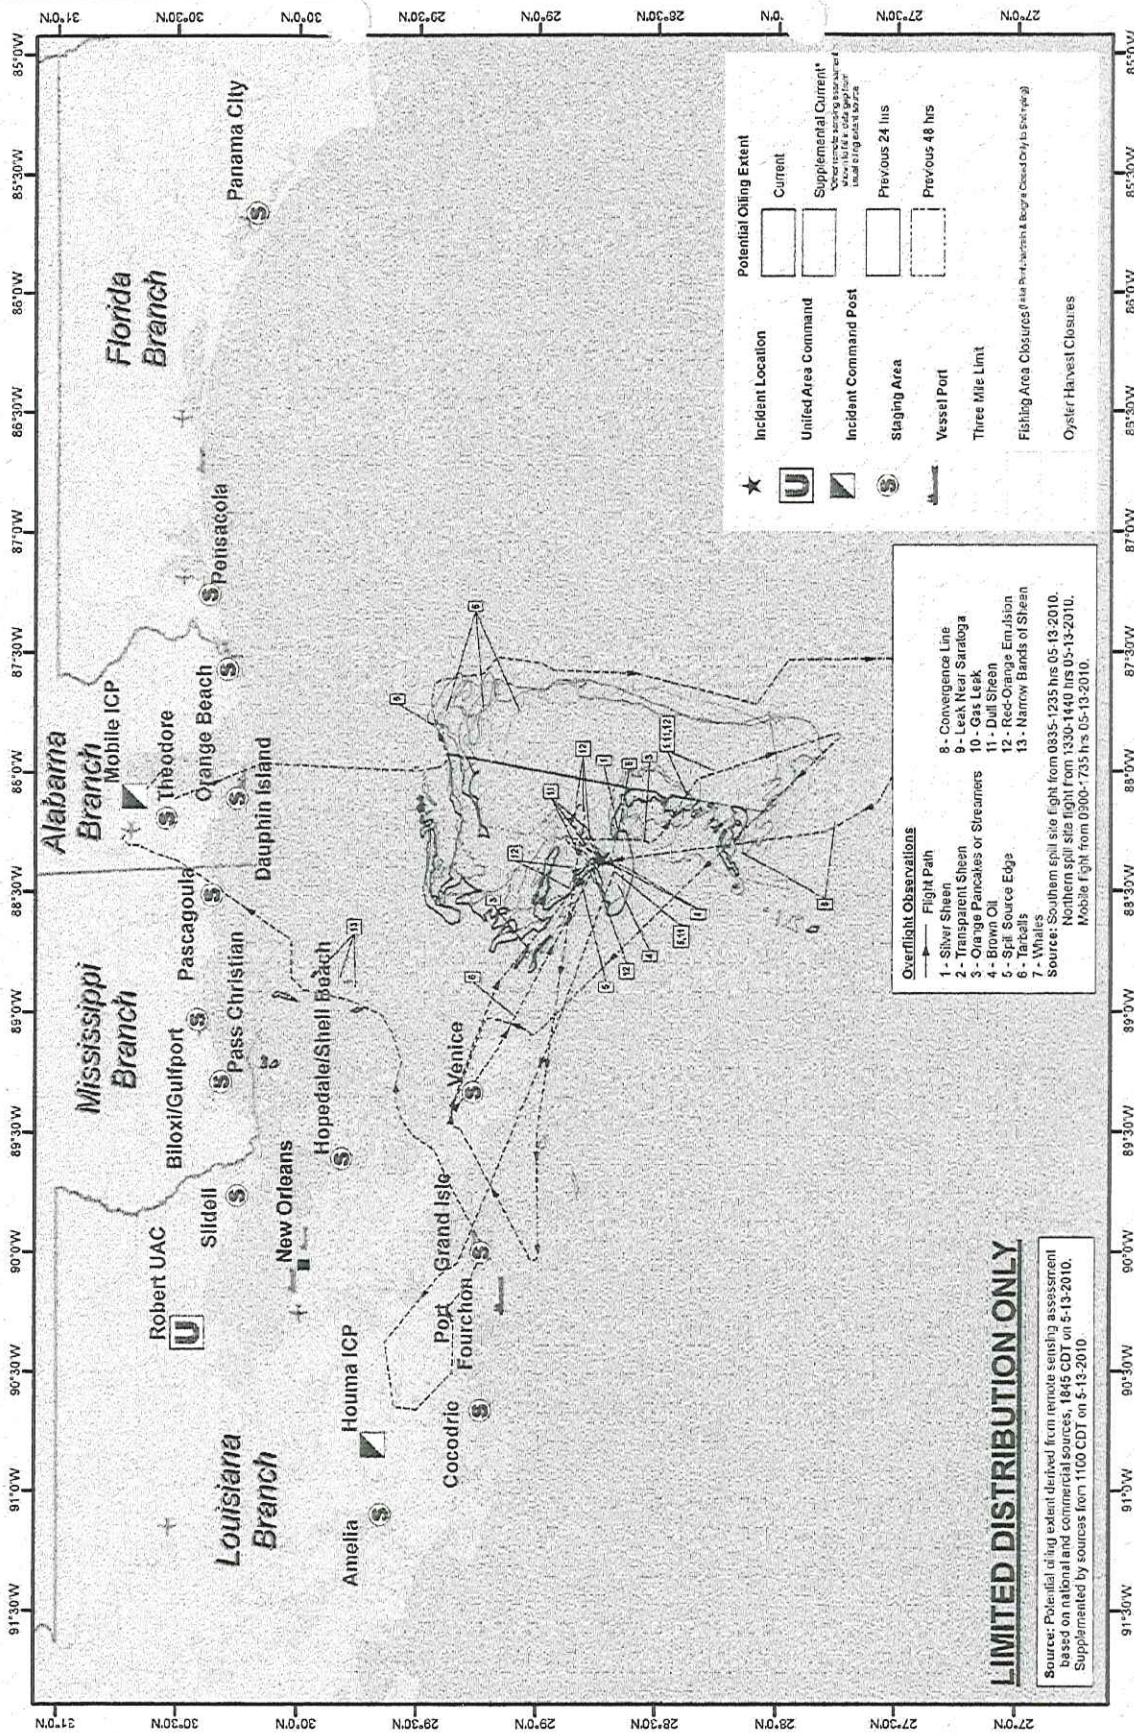 91°30'W
91°0'W
90°30'W
90°0'W
89°30'W
89°0'W
88°30'W
88°0'W
87°30'W
87°0'W
86°30'W
86°0'W
85°30'W
85°0'W
31°0'N
30°30'N
30°0'N
29°30'N
29°0'N
28°30'N
28°0'N
27°30'N
27°0'N
Louisiana
Branch
Mississippi
Branch
Alabama
Branch
Florida
Branch
Robert UAC
Slidell
Biloxi/Gulfport
Pass Christian
Pascagoula
Mobile ICP
Theodore
Orange Beach
Dauphin Island
Ponsacola
Panama City
New Orleans
Hopedale/Shell Beach
Houma ICP
Amelia
Cocodric
Port
Fourchon
Grand Isle
Venice
LIMITED DISTRIBUTION ONLY
Source: Potential oiling extent derived from remote sensing assessment
based on national and commercial sources, 1845 CDT on 5-13-2010.
Supplemented by sources from 1100 CDT on 5-13-2010
Overflight Observations
Flight Path
1 - Silver Sheen
2 - Transparent Sheen
3 - Orange Pancakes or Streamers
4 - Brown Oil
5 - Spill Source Edge
6 - Tarballs
7 - Whales
8 - Convergence Line
9 - Leak Near Saratoga
10 - Gas Leak
11 - Dull Sheen
12 - Red-Orange Emulsion
13 - Narrow Bands of Sheen
Source: Southern spill site flight from 0835-1235 hrs 05-13-2010.
Northern spill site flight from 1330-1440 hrs 05-13-2010.
Mobile flight from 0900-1735 hrs 05-13-2010.
Incident Location
Unifed Area Command
Incident Command Post
Staging Area
Vessel Port
Three Mile Limit
Fishing Area Closures
Oyster Harvest Closures
Potential Oiling Extent
Current
Supplemental Current*
Previous 24 hrs
Previous 48 hrs